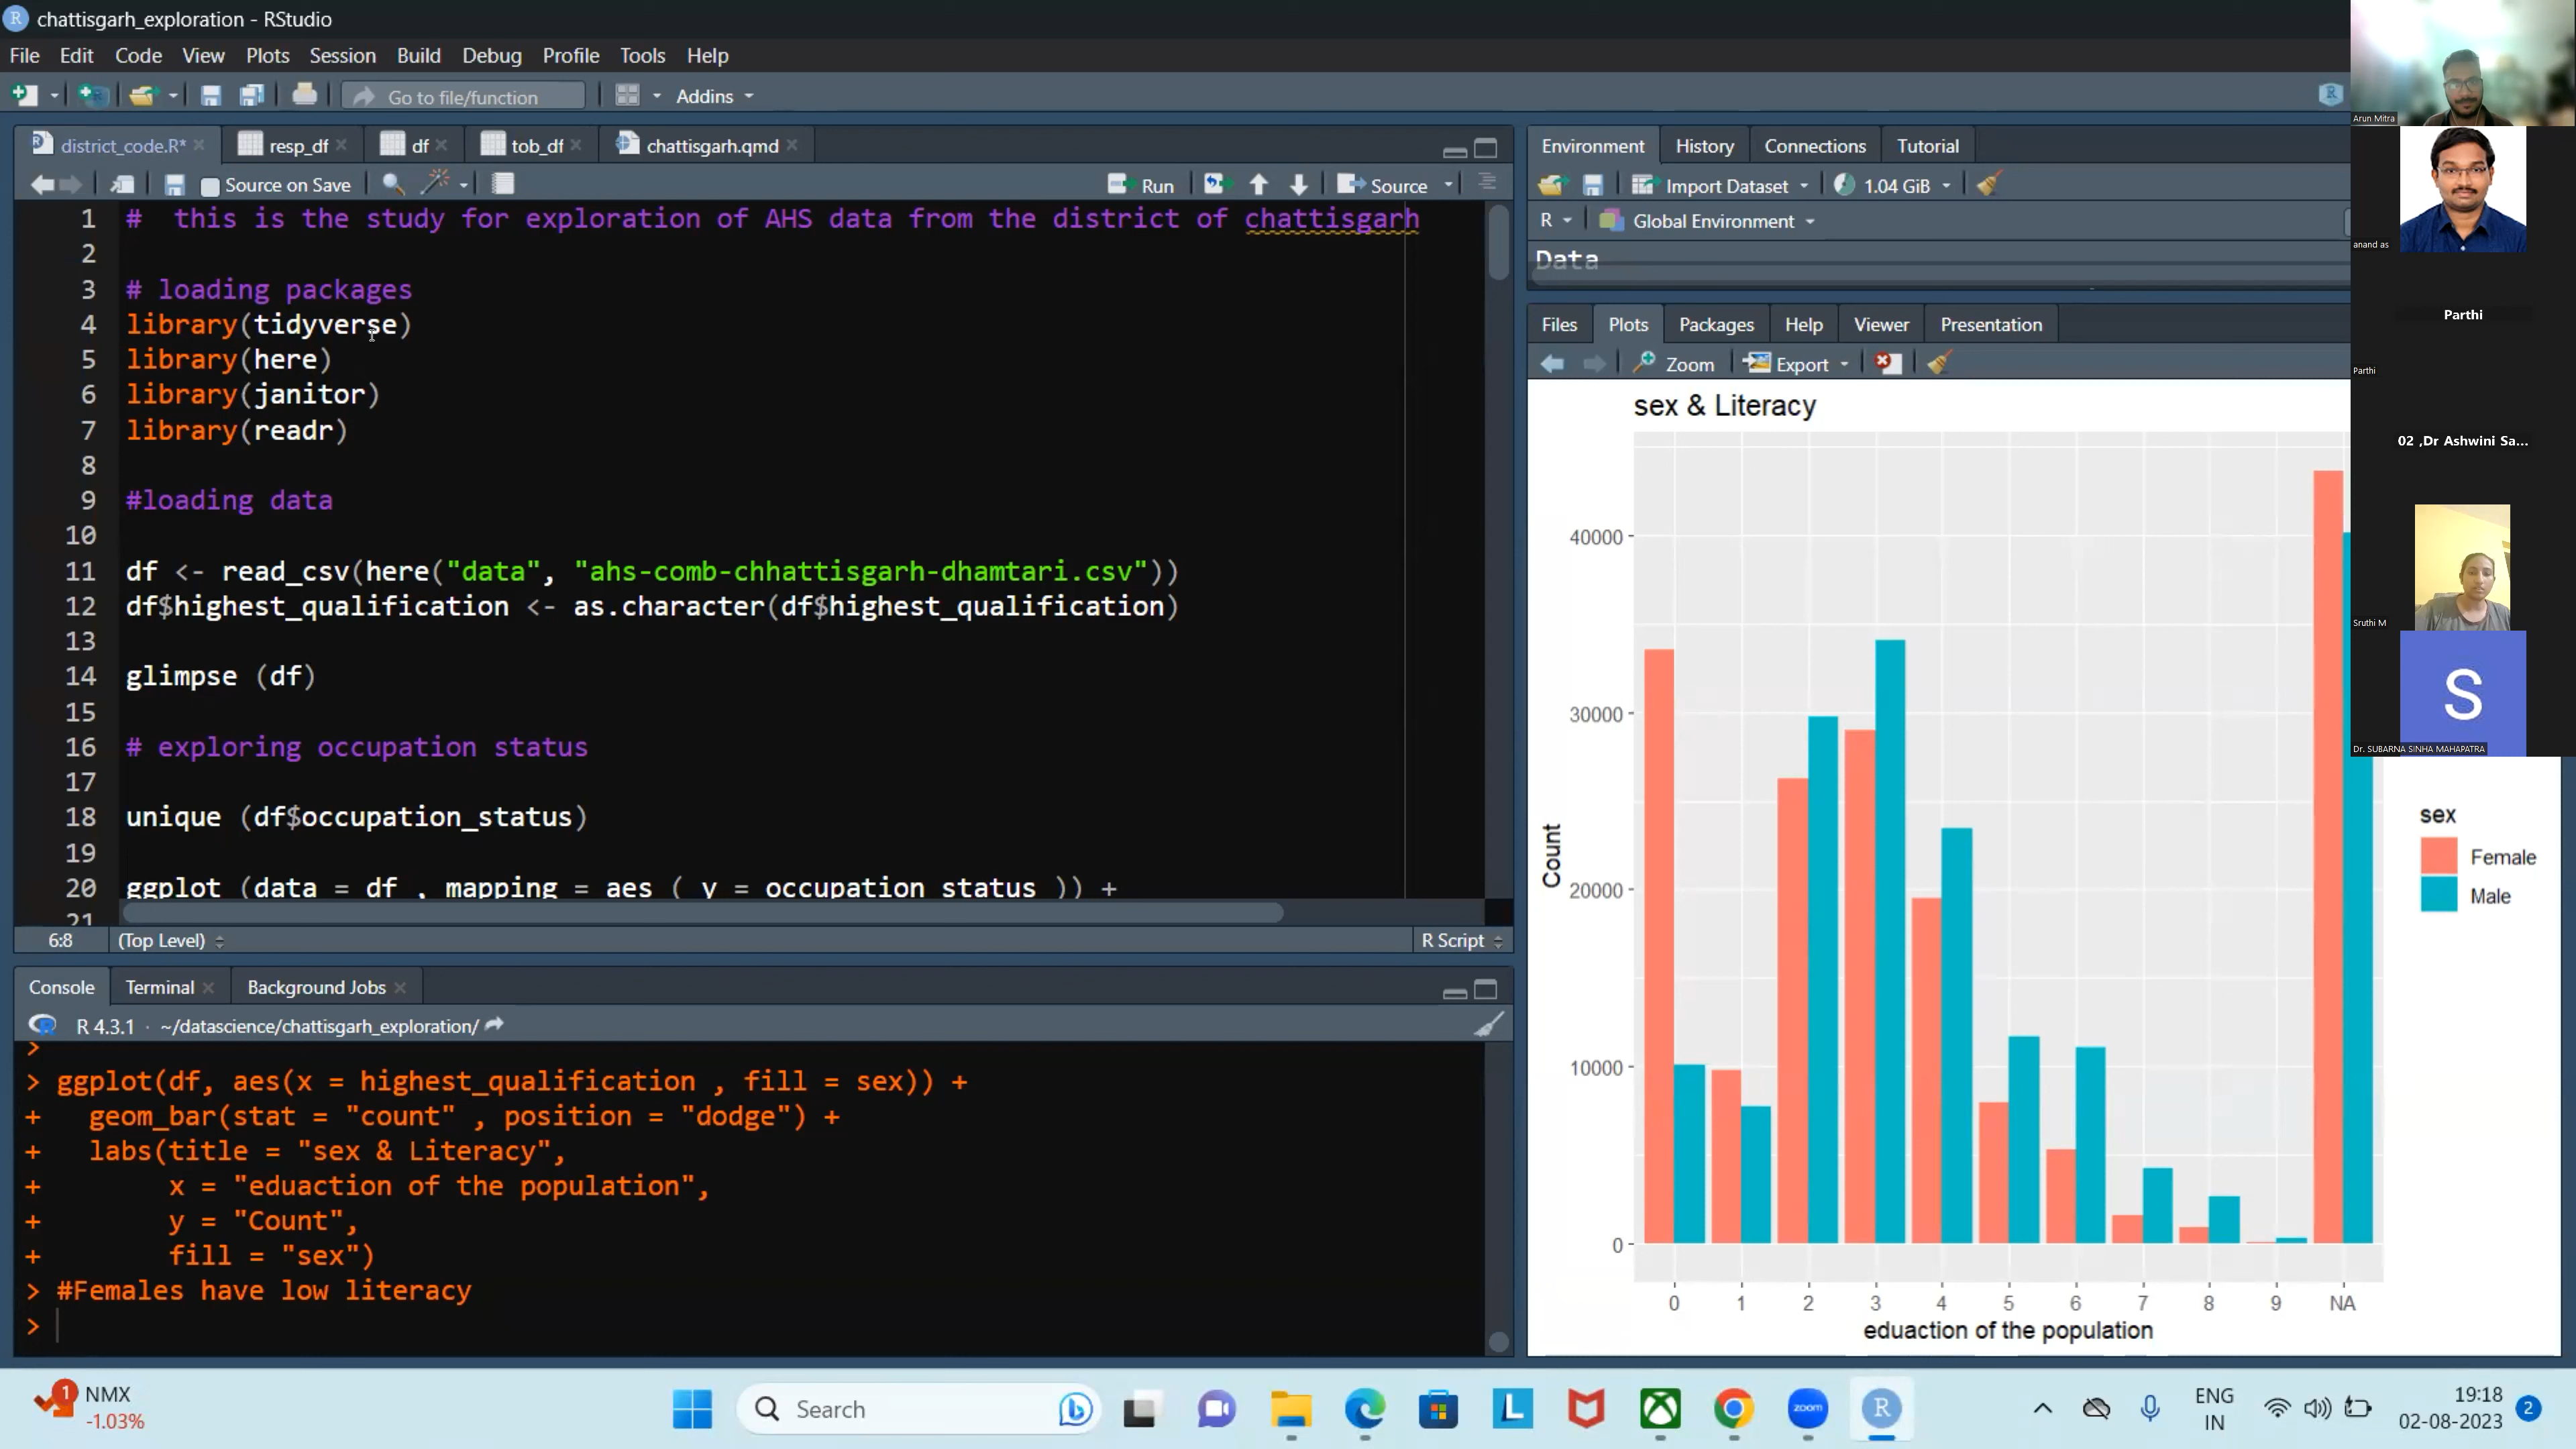 chattisgarh_exploration - RStudio
File Edit Code View Plots Session Build Debug Profile Tools Help
Go to file/function Addins
district_code.R* resp_df df tob_df chattisgarh.qmd
Source on Save Run Source
1 #  this is the study for exploration of AHS data from the district of chattisgarh
2
3 # loading packages
4 library(tidyverse)
5 library(here)
6 library(janitor)
7 library(readr)
8
9 #loading data
10
11 df <- read_csv(here("data", "ahs-comb-chhattisgarh-dhamtari.csv"))
12 df$highest_qualification <- as.character(df$highest_qualification)
13
14 glimpse (df)
15
16 # exploring occupation status
17
18 unique (df$occupation_status)
19
20 ggplot (data = df , mapping = aes ( y = occupation_status )) +
21
6:8 (Top Level) R Script
Console Terminal Background Jobs
R 4.3.1 · ~/datascience/chattisgarh_exploration/
>
> ggplot(df, aes(x = highest_qualification , fill = sex)) +
+   geom_bar(stat = "count" , position = "dodge") +
+   labs(title = "sex & Literacy",
+        x = "eduaction of the population",
+        y = "Count",
+        fill = "sex")
> #Females have low literacy
>
Environment History Connections Tutorial
Import Dataset 1.04 GiB
R Global Environment
Data
Files Plots Packages Help Viewer Presentation
Zoom Export
sex & Literacy
40000
30000
20000
10000
0
Count
0 1 2 3 4 5 6 7 8 9 NA
eduaction of the population
sex
Female
Male
Arun Mitra
anand as
Parthi
Parthi
02 ,Dr Ashwini Sa...
Sruthi M
S
Dr. SUBARNA SINHA MAHAPATRA
1 NMX
-1.03%
Search
L
zoom
R
ENG
IN
19:18
02-08-2023
2